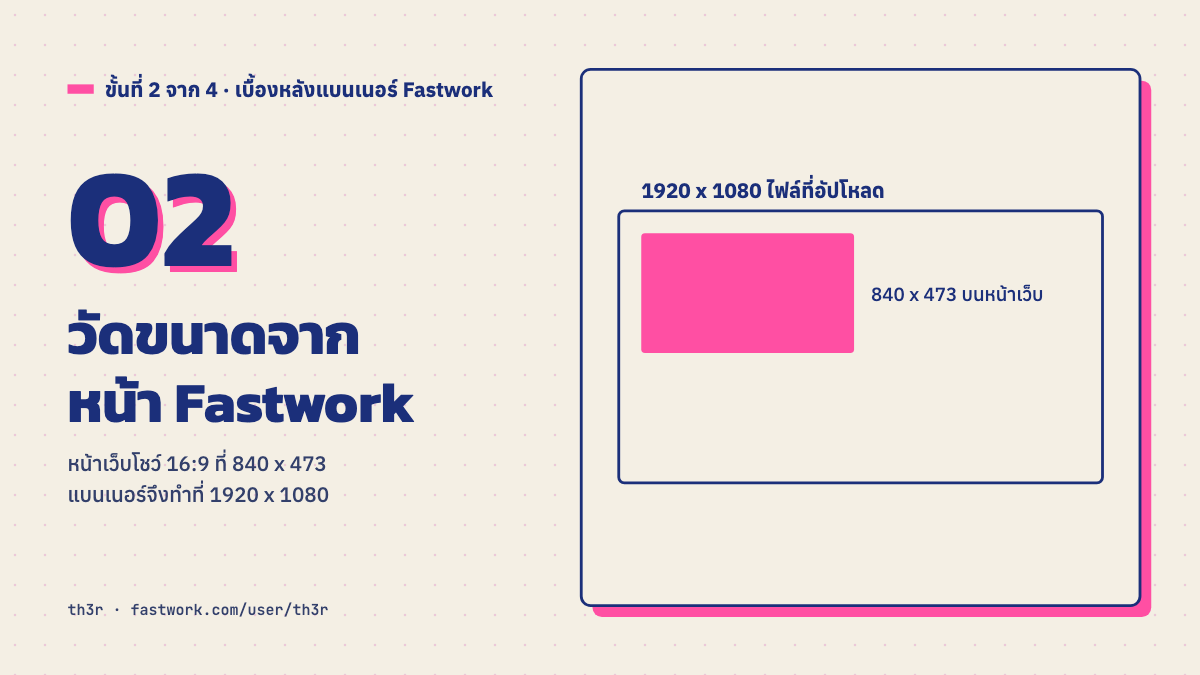 ขั้นที่ 2 จาก 4 · เบื้องหลังแบนเนอร์ Fastwork
02
วัดขนาดจาก
หน้า Fastwork
หน้าเว็บโชว์ 16:9 ที่ 840 x 473
แบนเนอร์จึงทำที่ 1920 x 1080
th3r · fastwork.com/user/th3r
1920 x 1080 ไฟล์ที่อัปโหลด
840 x 473 บนหน้าเว็บ